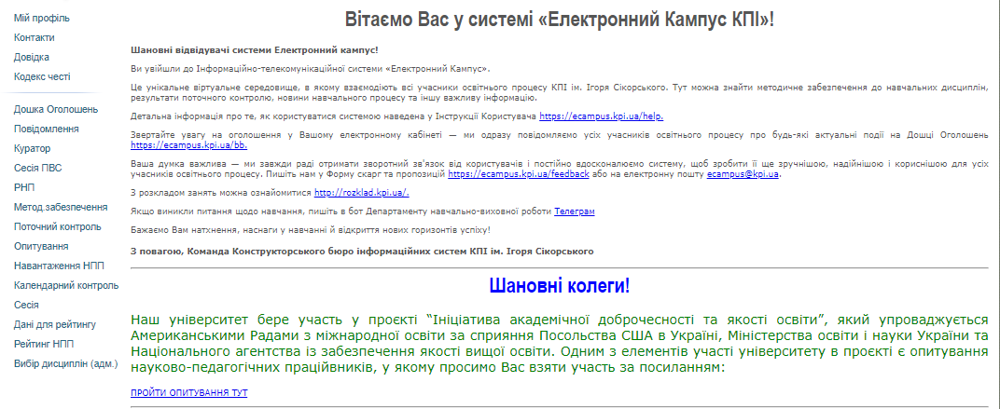 Мій профіль
Контакти
Довідка
Кодекс честі
Дошка Оголошень
Повідомлення
Куратор
Сесія ПВС
РНП
Метод.забезпечення
Поточний контроль
Опитування
Навантаження НПП
Календарний контроль
Сесія
Дані для рейтингу
Рейтинг НПП
Вибір дисциплін (адм.)
Вітаємо Вас у системі «Електронний Кампус КПІ»!
Шановні відвідувачі системи Електронний кампус!
Ви увійшли до Інформаційно-телекомунікаційної системи «Електронний Кампус».
Це унікальне віртуальне середовище, в якому взаємодіють всі учасники освітнього процесу КПІ ім. Ігоря Сікорського. Тут можна знайти методичне забезпечення до навчальних дисциплін,
результати поточного контролю, новини навчального процесу та іншу важливу інформацію.
Детальна інформація про те, як користуватися системою наведена у Інструкції Користувача https://ecampus.kpi.ua/help.
Звертайте увагу на оголошення у Вашому електронному кабінеті — ми одразу повідомляємо усіх учасників освітнього процесу про будь-які актуальні події на Дошці Оголошень
https://ecampus.kpi.ua/bb.
Ваша думка важлива — ми завжди раді отримати зворотний зв'язок від користувачів і постійно вдосконалюємо систему, щоб зробити її ще зручнішою, надійнішою і кориснішою для усіх
учасників освітнього процесу. Пишіть нам у Форму скарг та пропозицій https://ecampus.kpi.ua/feedback або на електронну пошту ecampus@kpi.ua.
З розкладом занять можна ознайомитися http://rozklad.kpi.ua/.
Якщо виникли питання щодо навчання, пишіть в бот Департаменту навчально-виховної роботи Телеграм
Бажаємо Вам натхнення, наснаги у навчанні й відкриття нових горизонтів успіху!
З повагою, Команда Конструкторського бюро інформаційних систем КПІ ім. Ігоря Сікорського
Шановні колеги!
Наш університет бере участь у проєкті “Ініціатива академічної доброчесності та якості освіти”, який упроваджується
Американськими Радами з міжнародної освіти за сприяння Посольства США в Україні, Міністерства освіти і науки України та
Національного агентства із забезпечення якості вищої освіти. Одним з елементів участі університету в проєкті є опитування
науково-педагогічних праційвників, у якому просимо Вас взяти участь за посиланням:
ПРОЙТИ ОПИТУВАННЯ ТУТ